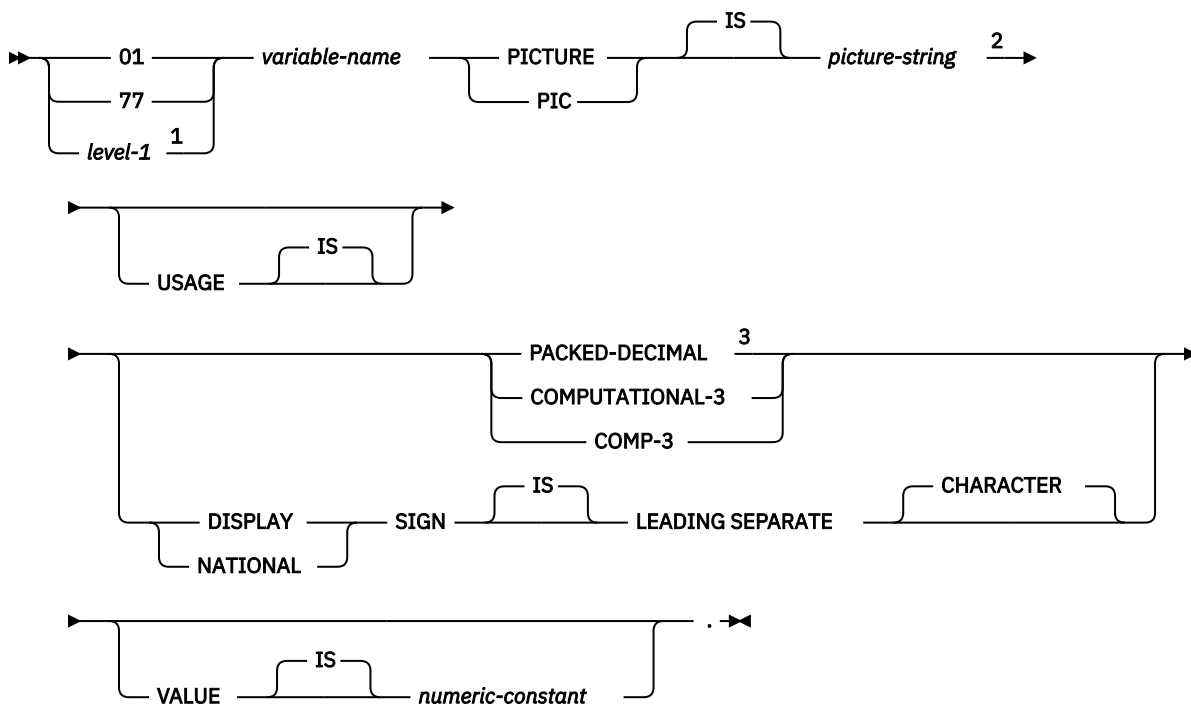 IS
01 variable-name PICTURE picture-string 2
77 PIC
level-1 1
IS
USAGE
PACKED-DECIMAL 3
COMPUTATIONAL-3
COMP-3
IS CHARACTER
DISPLAY SIGN LEADING SEPARATE
NATIONAL
.
IS
VALUE numeric-constant